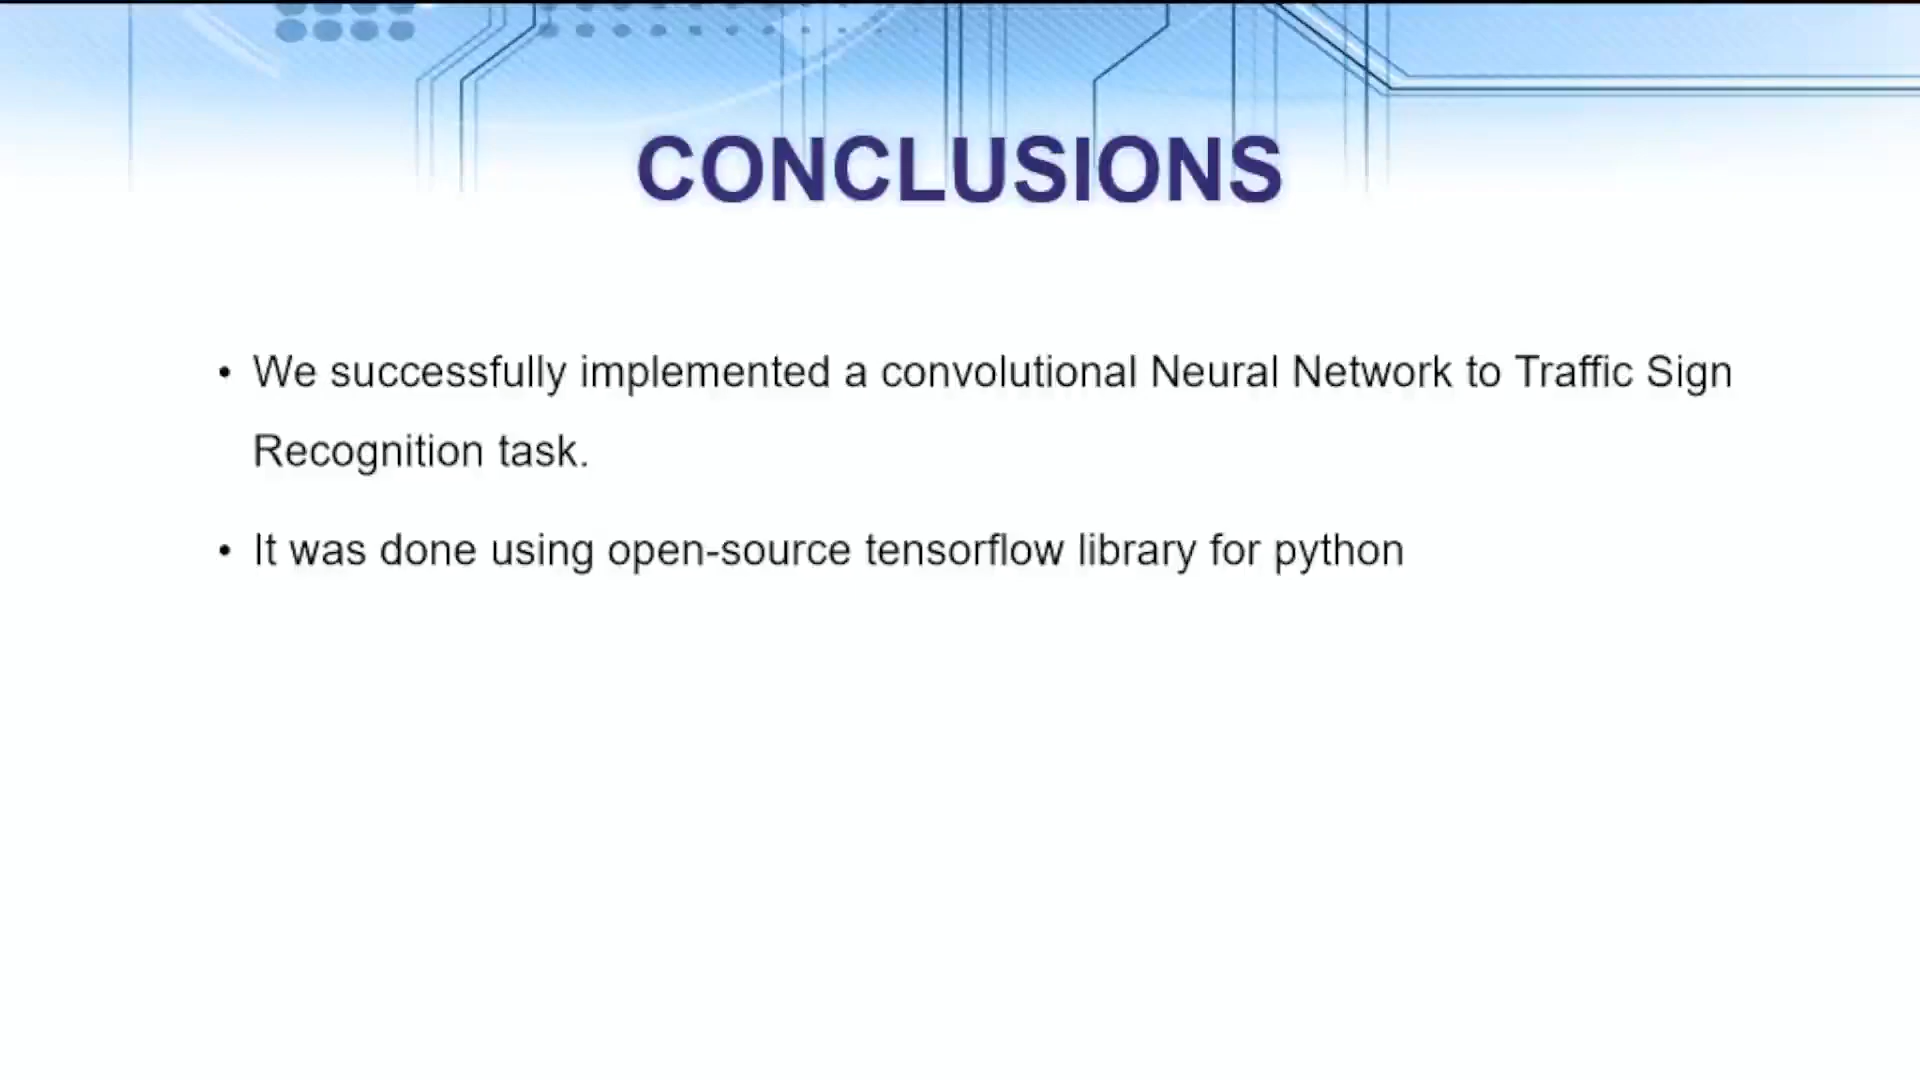 CONCLUSIONS
• We successfully implemented a convolutional Neural Network to Traffic Sign
Recognition task.
• It was done using open-source tensorflow library for python